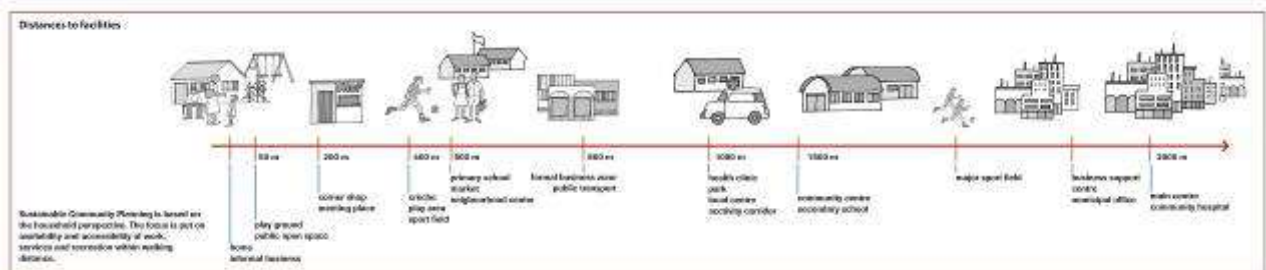 Distances to facilities
50 m
200 m
400 m
500 m
800 m
1000 m
1500 m
2000 m
home
informal business
play ground
public open space
corner shop
meeting place
crèche
play area
sport field
primary school
market
neighbourhood centre
formal business zone
public transport
health clinic
park
local centre
activity corridor
community centre
secondary school
major sport field
business support
centre
municipal office
main centre
community hospital
Sustainable Community Planning is based on
the household perspective. The focus is put on
availability and accessibility of work,
services and recreation within walking
distance.